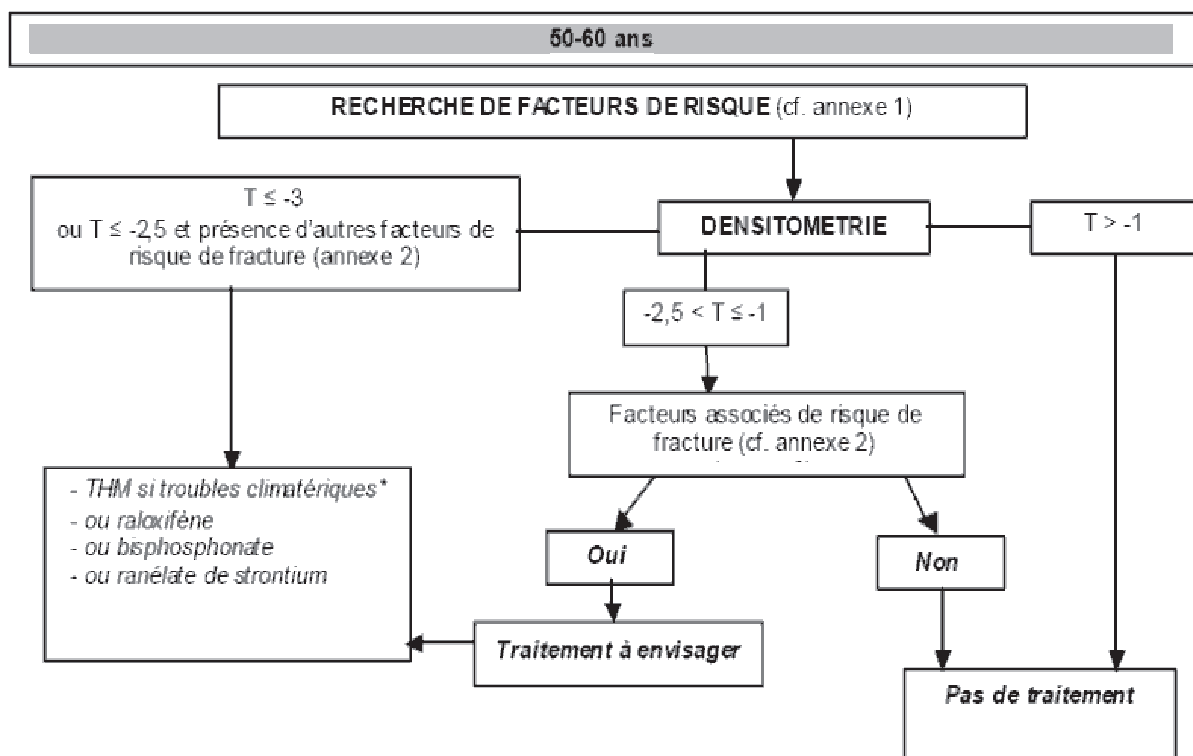 50-60 ans
RECHERCHE DE FACTEURS DE RISQUE (cf. annexe 1)
T ≤ -3
ou T ≤ -2,5 et présence d'autres facteurs de
risque de fracture (annexe 2)
DENSITOMETRIE
T > -1
-2,5 < T ≤ -1
Facteurs associés de risque de
fracture (cf. annexe 2)
- THM si troubles climatériques*
- ou raloxifène
- ou bisphosphonate
- ou ranélate de strontium
Oui
Non
Traitement à envisager
Pas de traitement